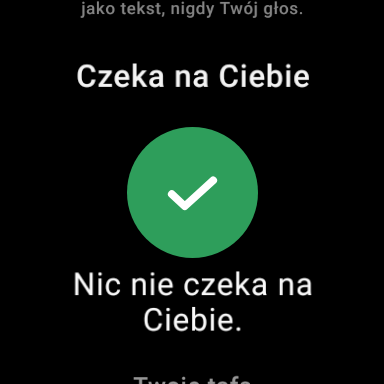 jako tekst, nigdy Twój głos.
Czeka na Ciebie
Nic nie czeka na
Ciebie.